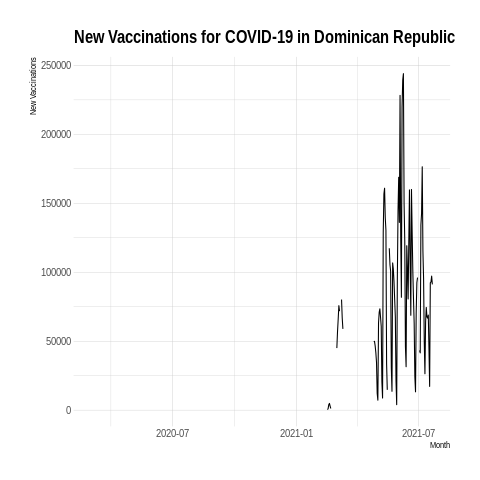 New Vaccinations for COVID-19 in Dominican Republic
New Vaccinations
250000
200000
150000
100000
50000
0
2020-07 2021-01 2021-07
Month